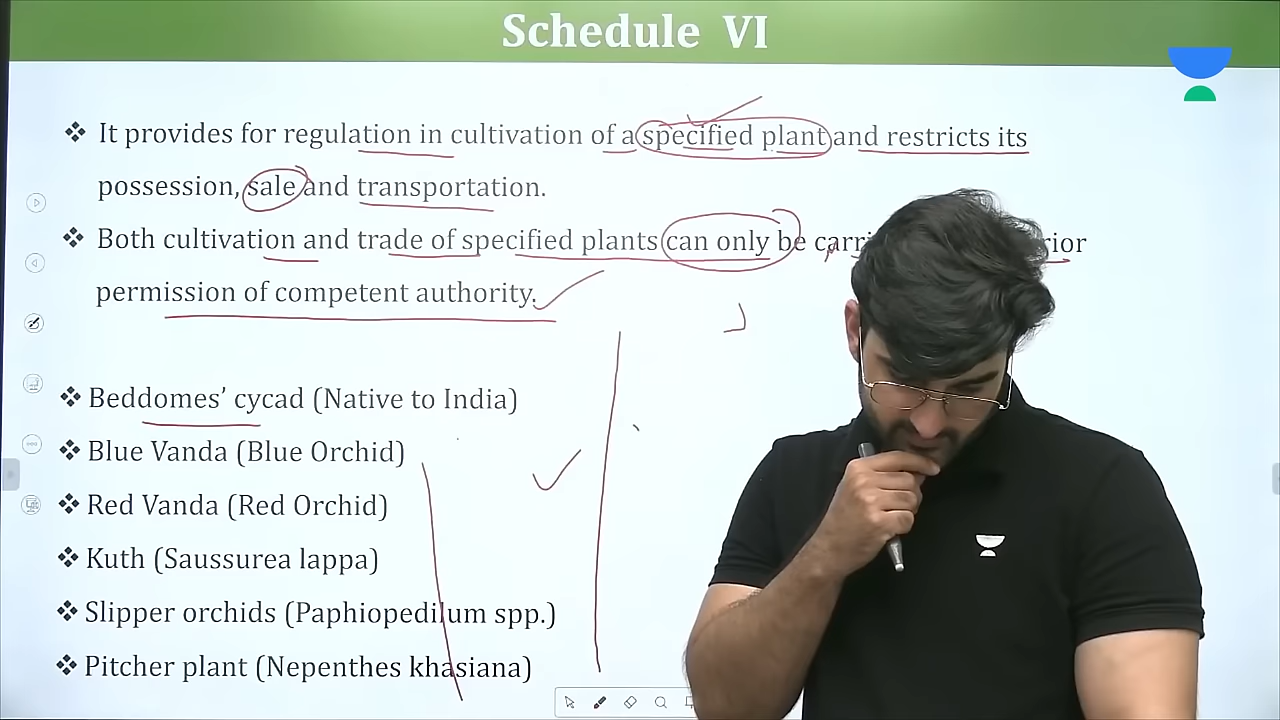 Schedule VI
❖ It provides for regulation in cultivation of a specified plant and restricts its
possession, sale and transportation.
❖ Both cultivation and trade of specified plants can only be
permission of competent authority.
❖ Beddomes’ cycad (Native to India)
❖ Blue Vanda (Blue Orchid)
❖ Red Vanda (Red Orchid)
❖ Kuth (Saussurea lappa)
❖ Slipper orchids (Paphiopedilum spp.)
❖ Pitcher plant (Nepenthes khasiana)